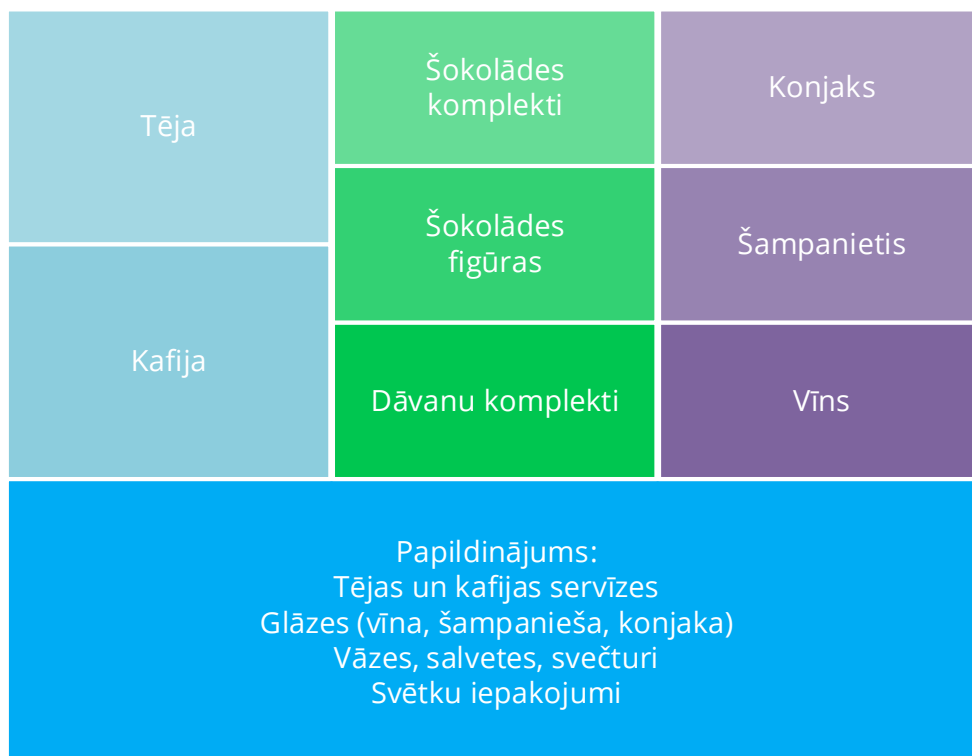 Tēja
Kafija
Šokolādes
komplekti
Šokolādes
figūras
Dāvanu komplekti
Konjaks
Šampanietis
Vīns
Papildinājums:
Tējas un kafijas servīzes
Glāzes (vīna, šampanieša, konjaka)
Vāzes, salvetes, svečturi
Svētku iepakojumi